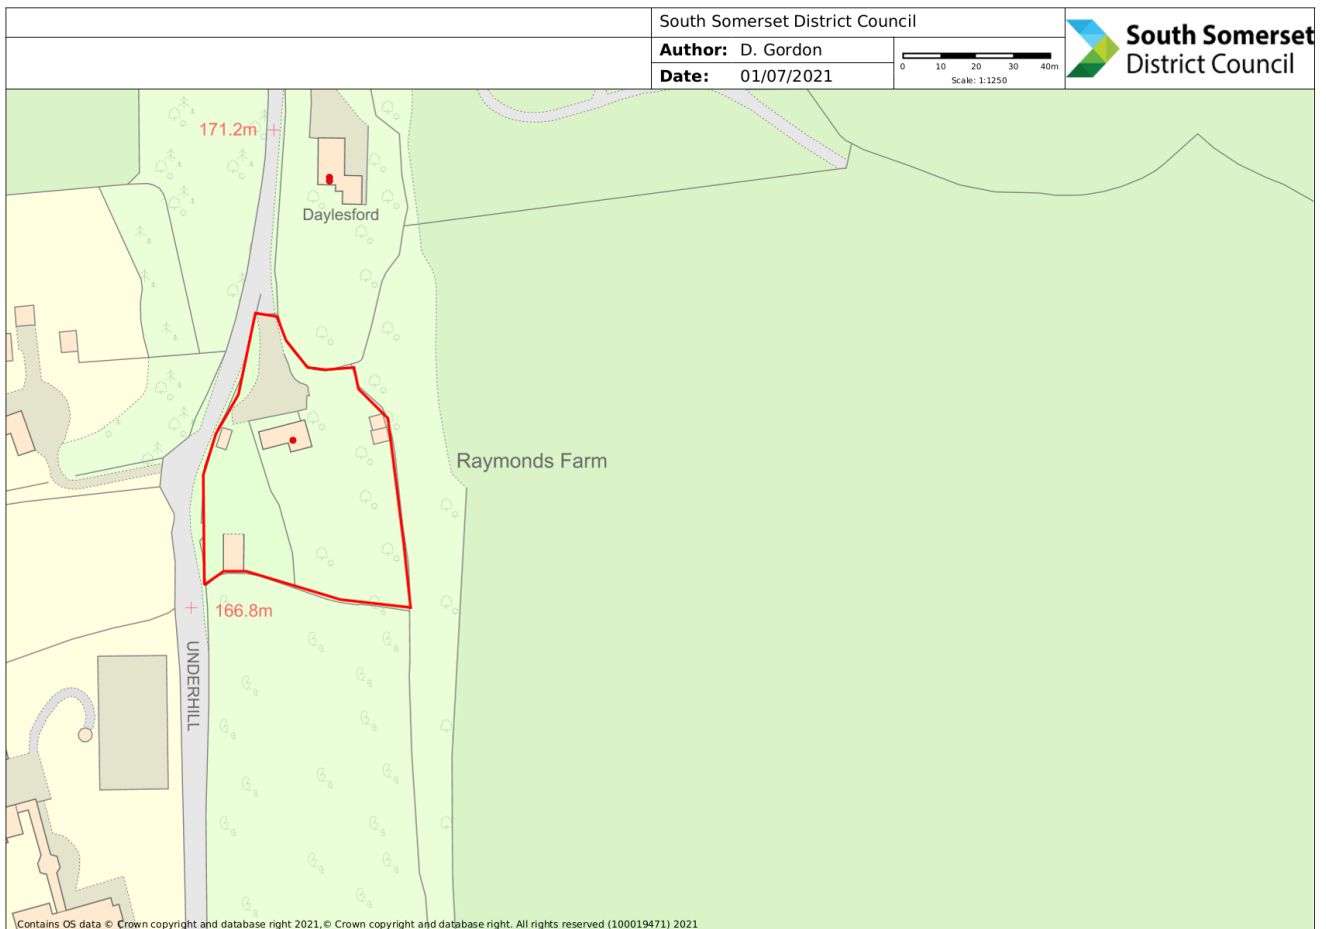 South Somerset District Council
Author: D. Gordon
Date: 01/07/2021
0 10 20 30 40m
Scale: 1:1250
South Somerset
District Council
171.2m
Daylesford
Raymonds Farm
166.8m
UNDERHILL
Contains OS data © Crown copyright and database right 2021,© Crown copyright and database right. All rights reserved (100019471) 2021